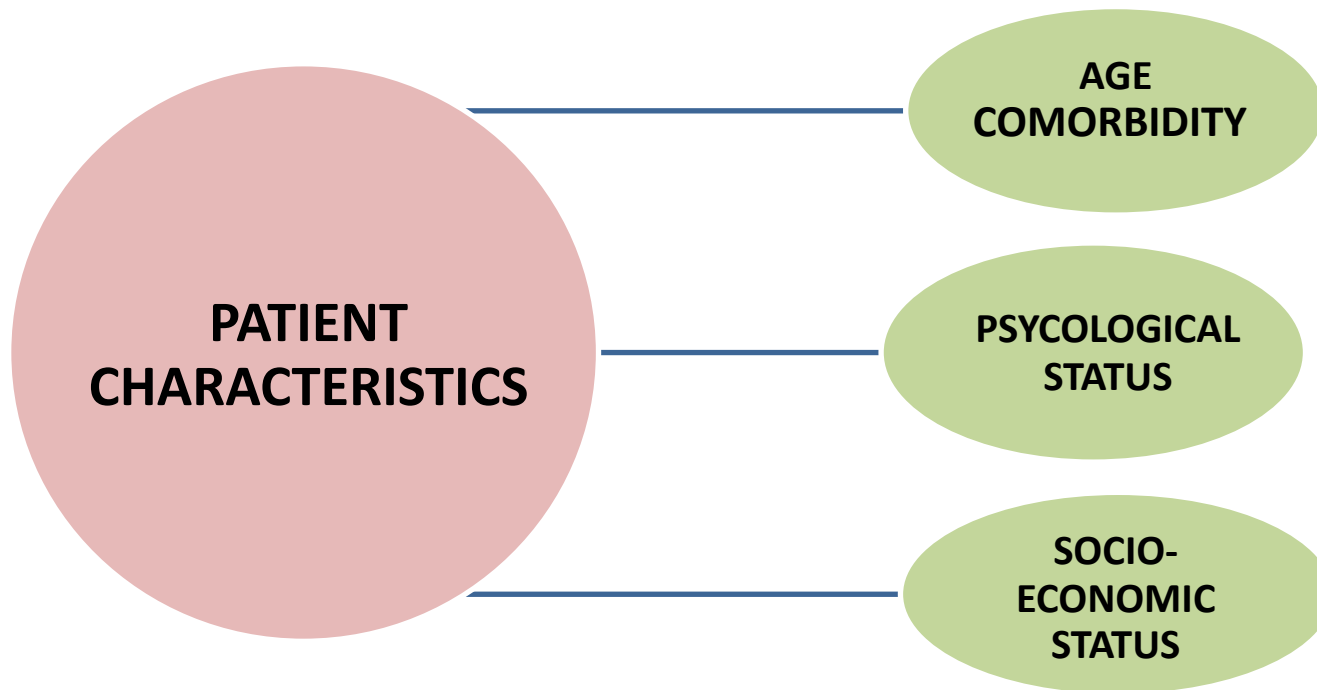 PATIENT
CHARACTERISTICS
AGE
COMORBIDITY
PSYCOLOGICAL
STATUS
SOCIO-
ECONOMIC
STATUS